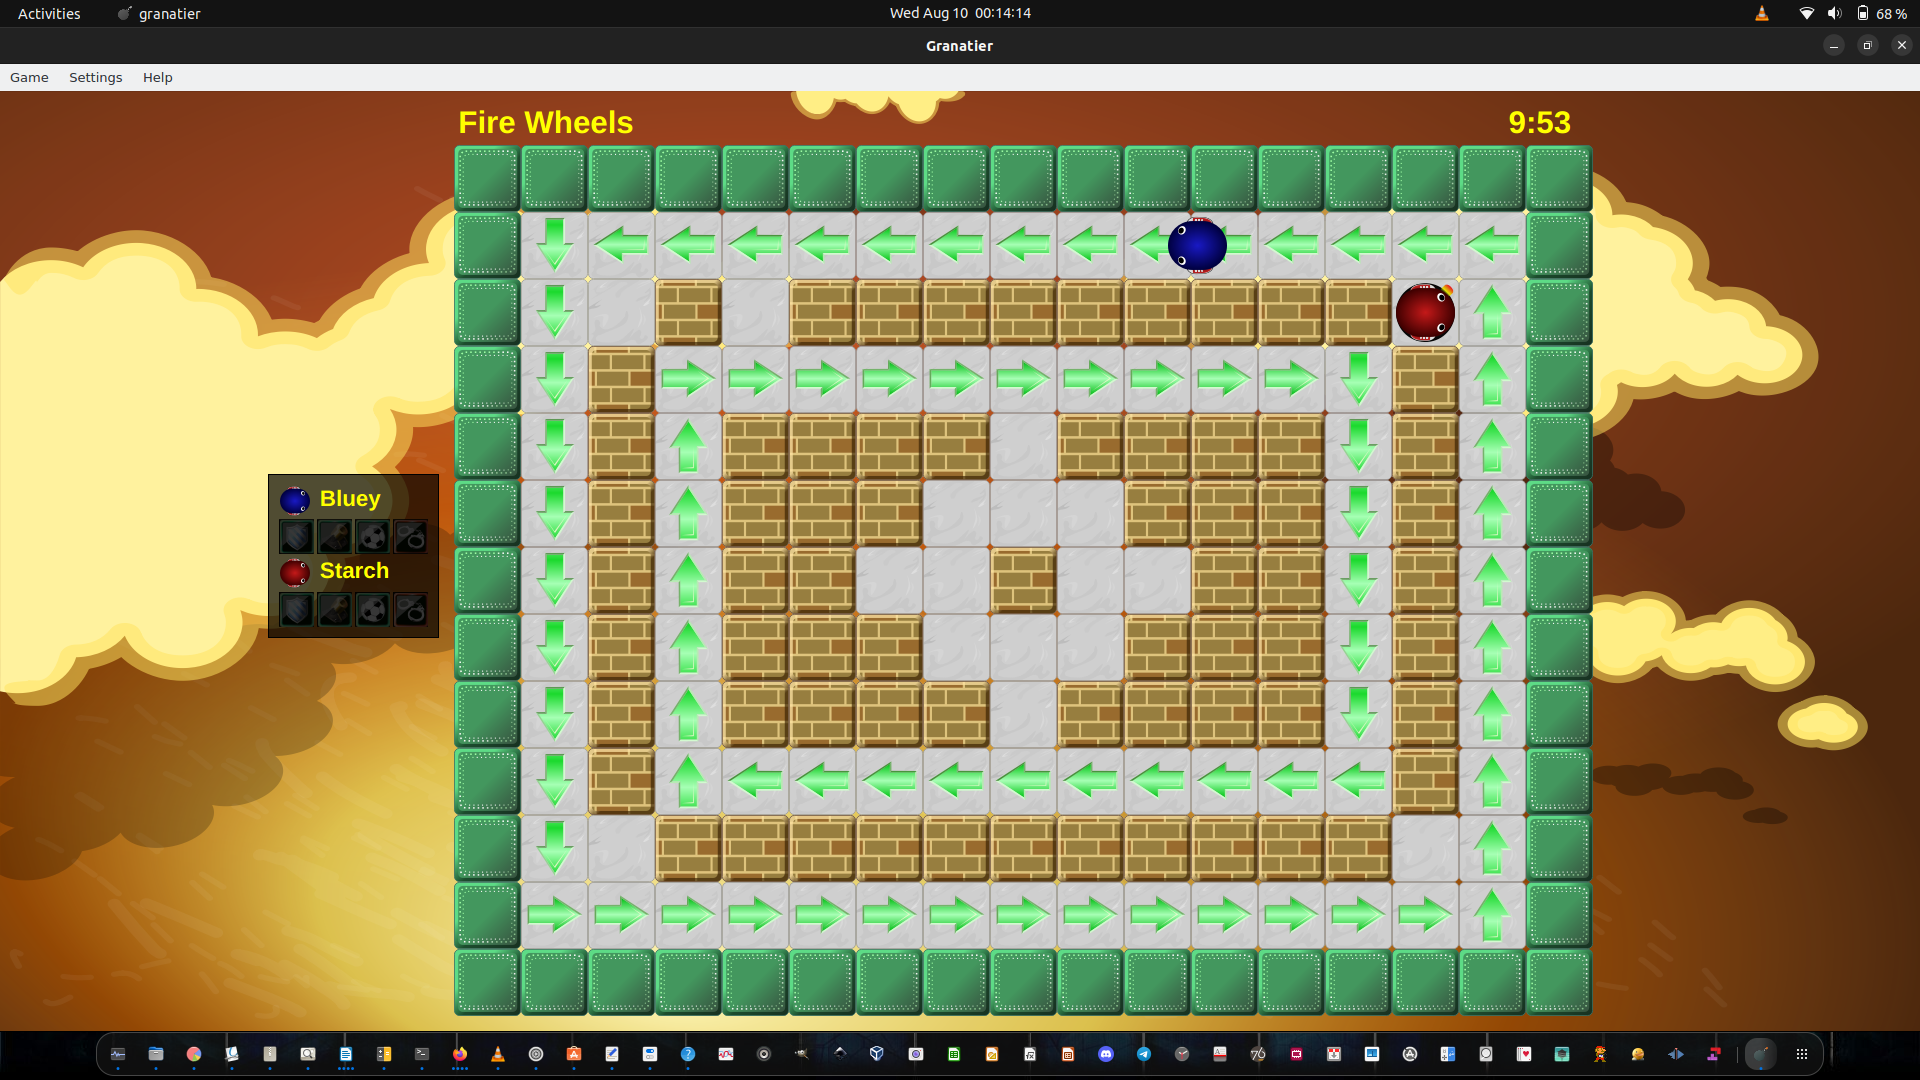 Activities
granatier
Wed Aug 10 00:14:14
68 %
Granatier
Game Settings Help
Fire Wheels
9:53
Bluey
Starch
76